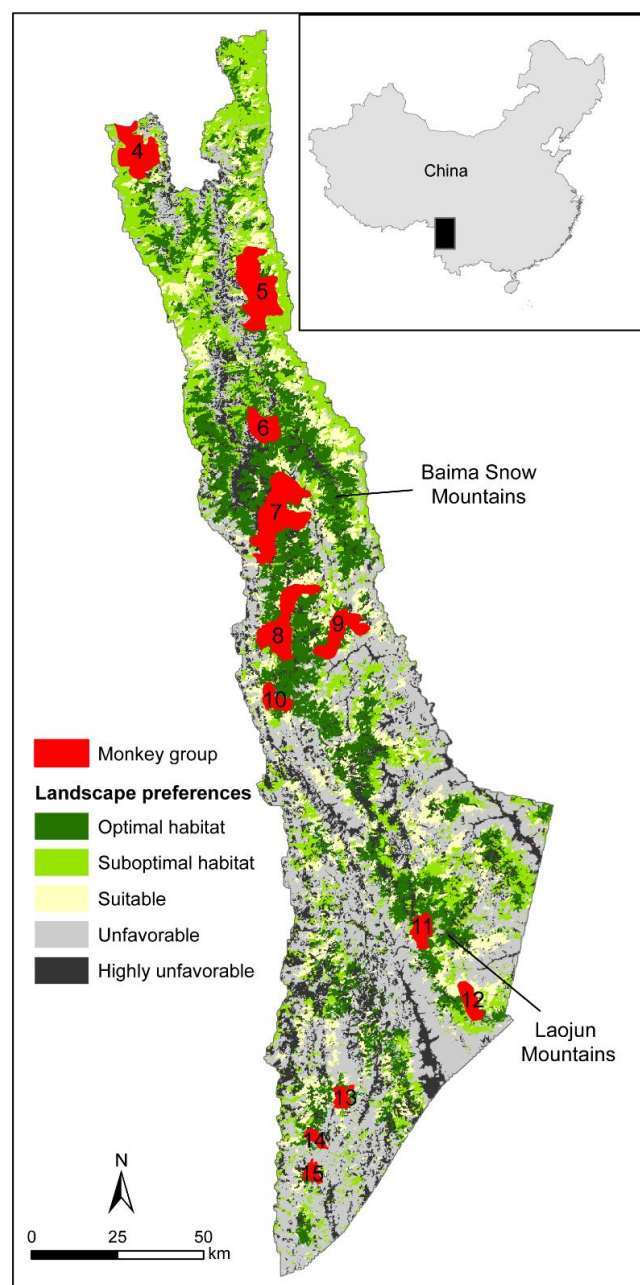 China
4
5
6
Baima Snow
Mountains
7
8
9
10
Monkey group
Landscape preferences
Optimal habitat
Suboptimal habitat
Suitable
Unfavorable
Highly unfavorable
11
12
Laojun
Mountains
13
14
15
N
0 25 50
km